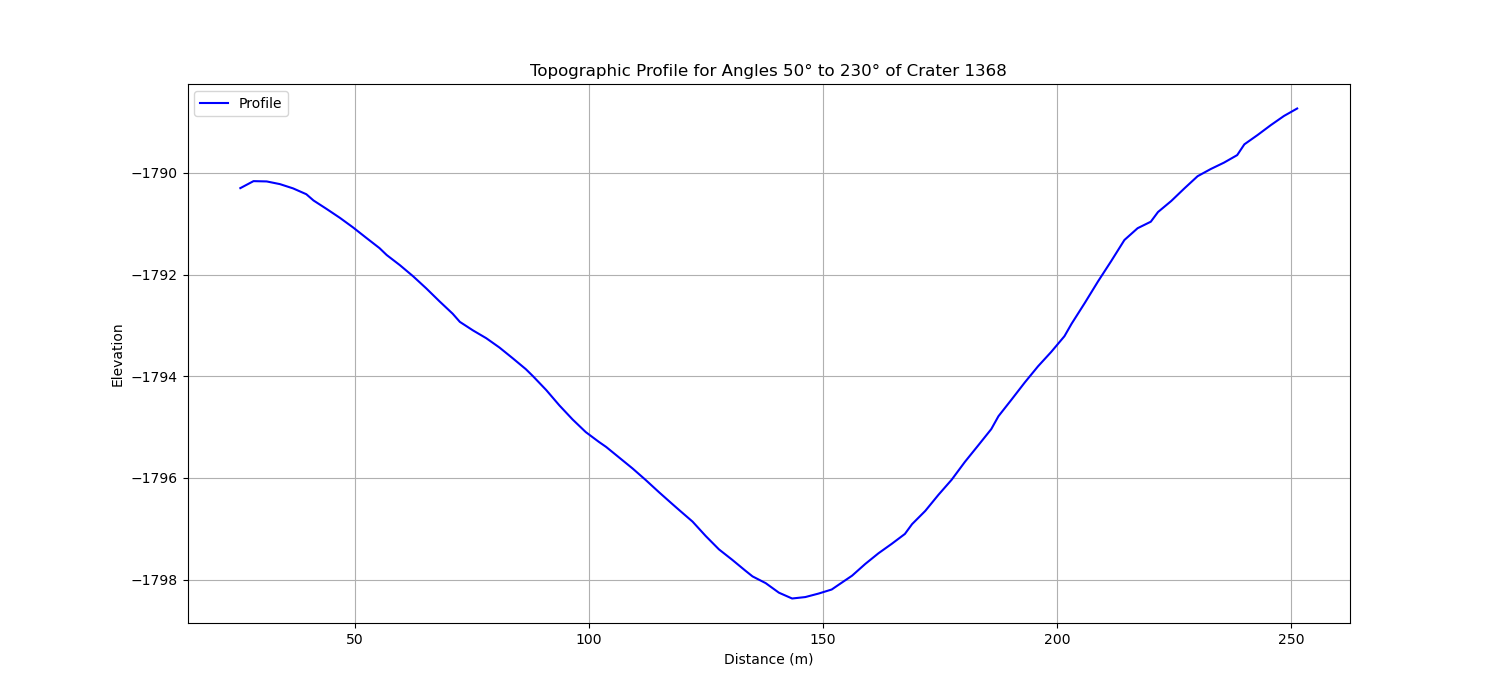 Topographic Profile for Angles 50° to 230° of Crater 1368
Profile
−1790
−1792
−1794
−1796
−1798
Elevation
50
100
150
200
250
Distance (m)